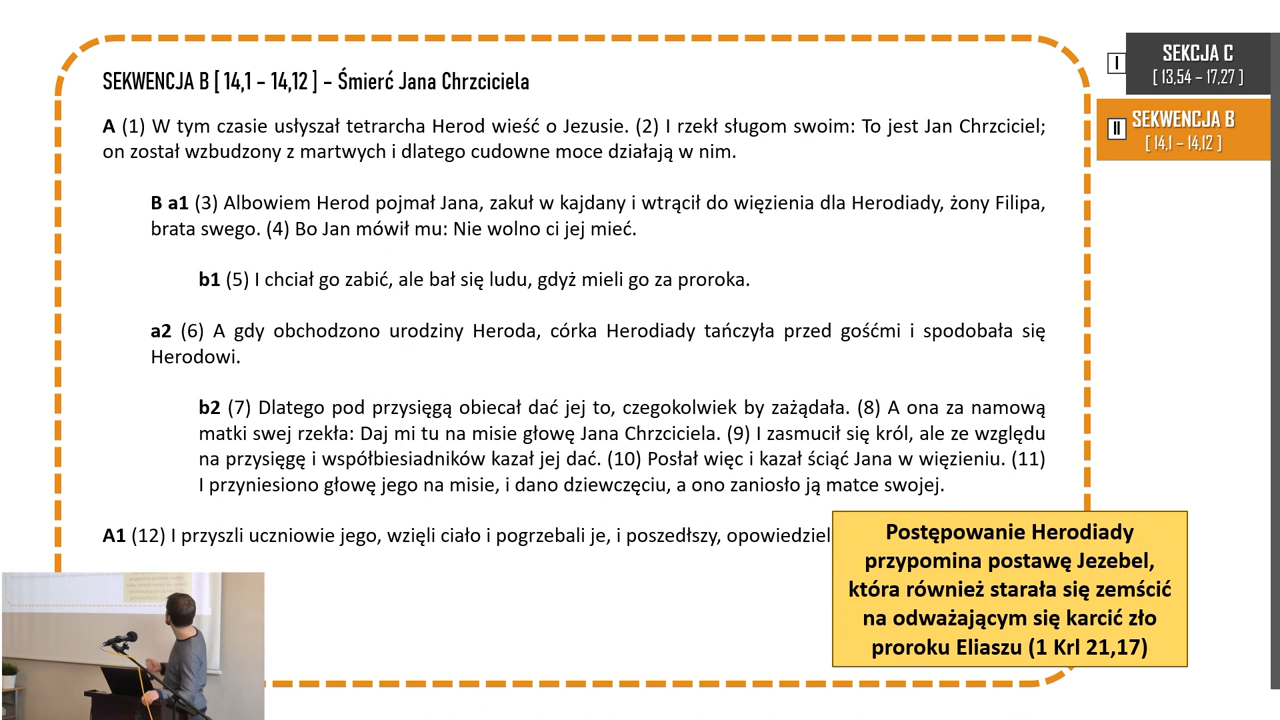 SEKWENCJA B [ 14,1 – 14,12 ] – Śmierć Jana Chrzciciela
A (1) W tym czasie usłyszał tetrarcha Herod wieść o Jezusie. (2) I rzekł sługom swoim: To jest Jan Chrzciciel;
on został wzbudzony z martwych i dlatego cudowne moce działają w nim.
B a1 (3) Albowiem Herod pojmał Jana, zakuł w kajdany i wtrącił do więzienia dla Herodiady, żony Filipa,
brata swego. (4) Bo Jan mówił mu: Nie wolno ci jej mieć.
b1 (5) I chciał go zabić, ale bał się ludu, gdyż mieli go za proroka.
a2 (6) A gdy obchodzono urodziny Heroda, córka Herodiady tańczyła przed gośćmi i spodobała się
Herodowi.
b2 (7) Dlatego pod przysięgą obiecał dać jej to, czegokolwiek by zażądała. (8) A ona za namową
matki swej rzekła: Daj mi tu na misie głowę Jana Chrzciciela. (9) I zasmucił się król, ale ze względu
na przysięgę i współbiesiadników kazał jej dać. (10) Posłał więc i kazał ściąć Jana w więzieniu. (11)
I przyniesiono głowę jego na misie, i dano dziewczęciu, a ono zaniosło ją matce swojej.
A1 (12) I przyszli uczniowie jego, wzięli ciało i pogrzebali je, i poszedłszy, opowiedziel
Postępowanie Herodiady
przypomina postawę Jezebel,
która również starała się zemścić
na odważającym się karcić zło
proroku Eliaszu (1 Krl 21,17)
I SEKCJA C
[ 13,54 – 17,27 ]
II SEKWENCJA B
[ 14,1 – 14,12 ]